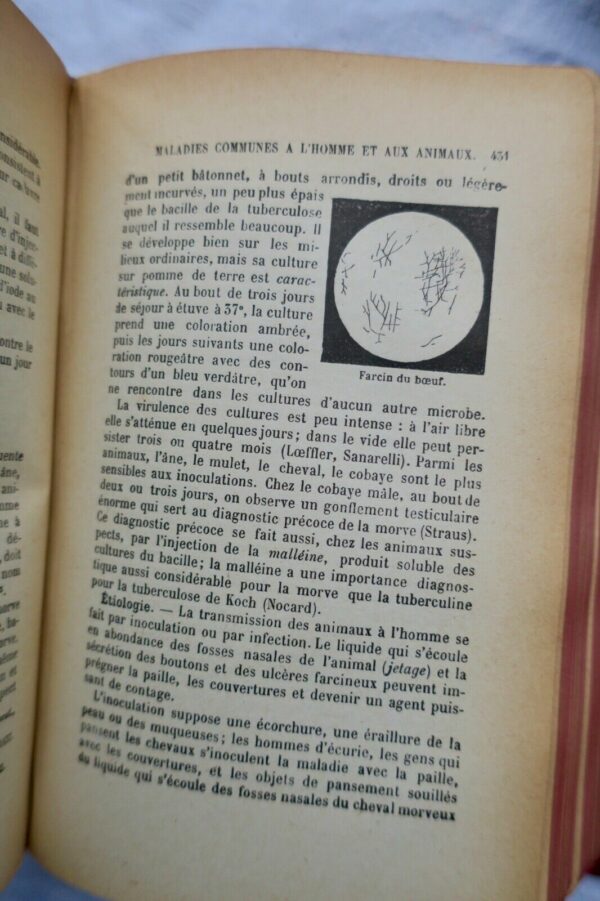 nsidérable.
nsistent à
MALADIES COMMUNES A L'HOMME ET AUX ANIMAUX. 431
d'un petit bâtonnet, à bouts arrondis, droits ou légère-
ment incurvés, un peu plus épais
que le bacille de la tuberculose
auquel il ressemble beaucoup. Il
se développe bien sur les mi-
lieux ordinaires, mais sa culture
sur pomme de terre est carac-
téristique. Au bout de trois jours
de séjour à étuve à 37°, la culture
prend une coloration ambrée,
puis les jours suivants une colo-
ration rougeâtre avec des con-
tours d'un bleu verdâtre, qu'on
ne rencontre dans les cultures d'aucun autre microbe.
Farcin du bœuf.
La virulence des cultures est peu intense : à l'air libre
elle s'atténue en quelques jours ; dans le vide elle peut per-
sister trois ou quatre mois (Lœffler, Sanarelli). Parmi les
animaux, l'âne, le mulet, le cheval, le cobaye sont le plus
sensibles aux inoculations. Chez le cobaye mâle, au bout de
deux ou trois jours, on observe un gonflement testiculaire
énorme qui sert au diagnostic précoce de la morve (Straus).
Ce diagnostic précoce se fait aussi, chez les animaux sus-
pects, par l'injection de la malléine, produit soluble des
cultures du bacille ; la malléine a une importance diagnos-
tique aussi considérable pour la morve que la tuberculine
pour la tuberculose de Koch (Nocard).
Étiologie. — La transmission des animaux à l'homme se
fait par inoculation ou par infection. Le liquide qui s'écoule
en abondance des fosses nasales de l'animal (jetage) et la
sécrétion des boutons et des ulcères farcineux peuvent im-
prégner la paille, les couvertures et devenir un agent puis-
sant de contage.
L'inoculation suppose une écorchure, une éraillure de la
peau ou des muqueuses ; les hommes d'écurie, les gens qui
pansent les chevaux s'inoculent la maladie avec la paille,
avec les couvertures, et les objets de pansement souillés
du liquide qui s'écoule des fosses nasales du cheval morveux